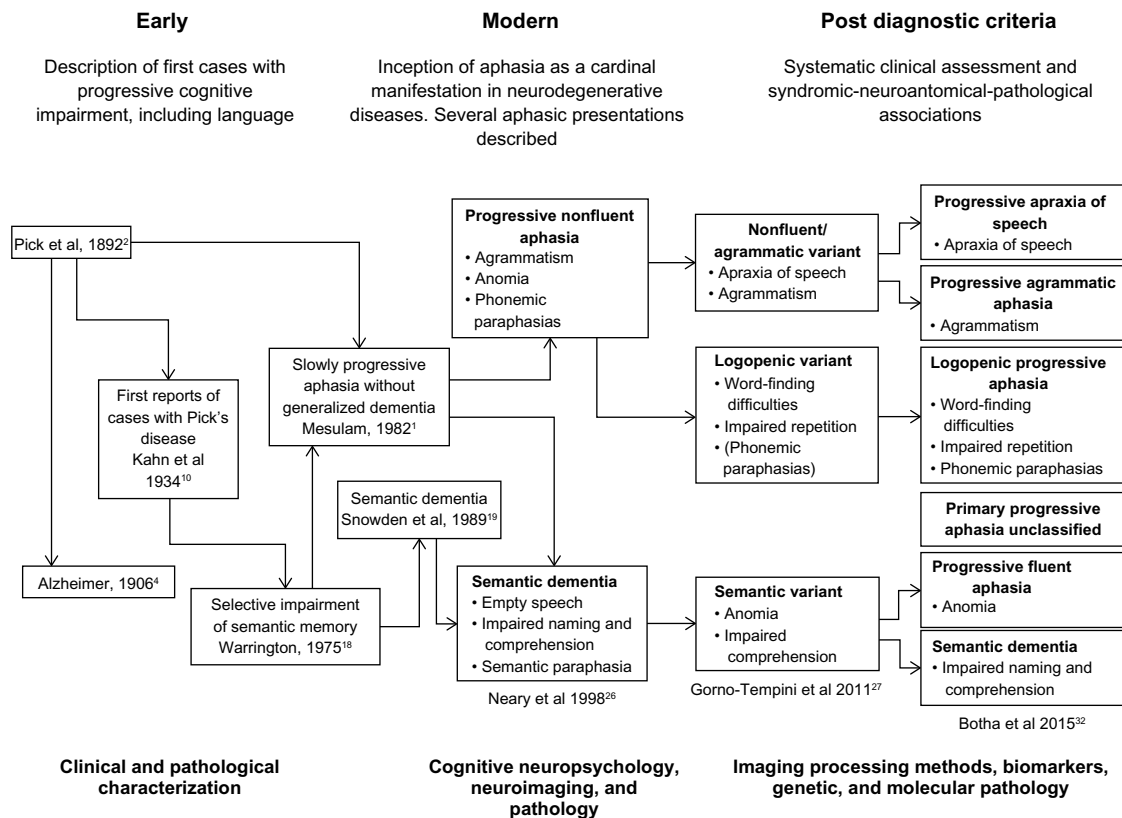 Early
Description of first cases with
progressive cognitive
impairment, including language
Modern
Inception of aphasia as a cardinal
manifestation in neurodegenerative
diseases. Several aphasic presentations
described
Post diagnostic criteria
Systematic clinical assessment and
syndromic-neuroantomical-pathological
associations
Pick et al, 1892²
First reports of
cases with Pick's
disease
Kahn et al
1934¹⁰
Alzheimer, 1906⁴
Selective impairment
of semantic memory
Warrington, 1975¹⁸
Slowly progressive
aphasia without
generalized dementia
Mesulam, 1982¹
Semantic dementia
Snowden et al, 1989¹⁹
Progressive nonfluent
aphasia
• Agrammatism
• Anomia
• Phonemic
paraphasias
Semantic dementia
• Empty speech
• Impaired naming and
comprehension
• Semantic paraphasia
Neary et al 1998²⁶
Nonfluent/
agrammatic variant
• Apraxia of speech
• Agrammatism
Logopenic variant
• Word-finding
difficulties
• Impaired repetition
• (Phonemic
paraphasias)
Semantic variant
• Anomia
• Impaired
comprehension
Gorno-Tempini et al 2011²⁷
Progressive apraxia of
speech
• Apraxia of speech
Progressive agrammatic
aphasia
• Agrammatism
Logopenic progressive
aphasia
• Word-finding
difficulties
• Impaired repetition
• Phonemic paraphasias
Primary progressive
aphasia unclassified
Progressive fluent
aphasia
• Anomia
Semantic dementia
• Impaired naming and
comprehension
Botha et al 2015³²
Clinical and pathological
characterization
Cognitive neuropsychology,
neuroimaging, and
pathology
Imaging processing methods, biomarkers,
genetic, and molecular pathology